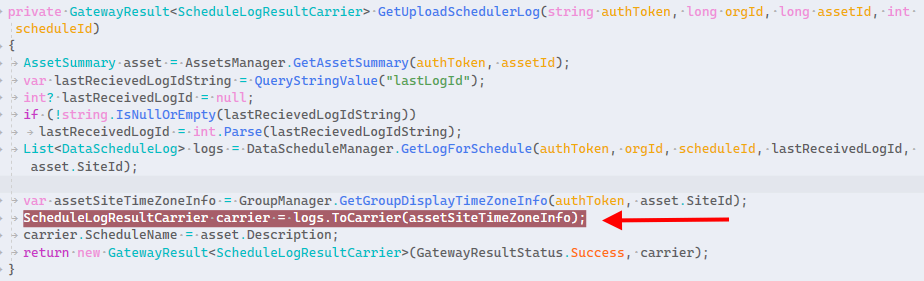 private GatewayResult<ScheduleLogResultCarrier> GetUploadSchedulerLog(string authToken, long orgId, long assetId, int
scheduleId)
{
AssetSummary asset = AssetsManager.GetAssetSummary(authToken, assetId);
var lastRecievedLogIdString = QueryStringValue("lastLogId");
int? lastReceivedLogId = null;
if (!string.IsNullOrEmpty(lastRecievedLogIdString))
lastReceivedLogId = int.Parse(lastRecievedLogIdString);
List<DataScheduleLog> logs = DataScheduleManager.GetLogForSchedule(authToken, orgId, scheduleId, lastReceivedLogId,
asset.SiteId);
var assetSiteTimeZoneInfo = GroupManager.GetGroupDisplayTimeZoneInfo(authToken, asset.SiteId);
ScheduleLogResultCarrier carrier = logs.ToCarrier(assetSiteTimeZoneInfo);
carrier.ScheduleName = asset.Description;
return new GatewayResult<ScheduleLogResultCarrier>(GatewayResultStatus.Success, carrier);
}